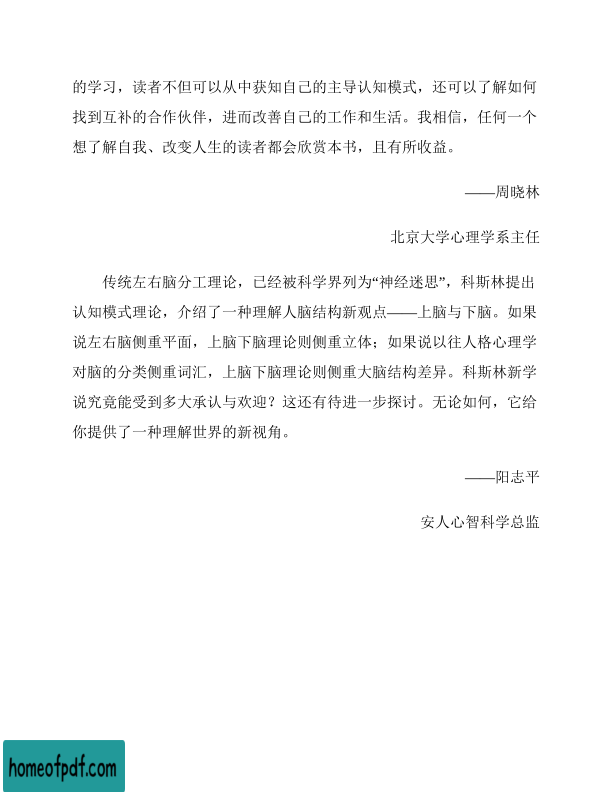 的学习，读者不但可以从中获知自己的主导认知模式，还可以了解如何
找到互补的合作伙伴，进而改善自己的工作和生活。我相信，任何一个
想了解自我、改变人生的读者都会欣赏本书，且有所收益。
——周晓林
北京大学心理学系主任
传统左右脑分工理论，已经被科学界列为“神经迷思”，科斯林提出
认知模式理论，介绍了一种理解人脑结构新观点——上脑与下脑。如果
说左右脑侧重平面，上脑下脑理论则侧重立体；如果说以往人格心理学
对脑的分类侧重词汇，上脑下脑理论则侧重大脑结构差异。科斯林新学
说究竟能受到多大承认与欢迎？这还有待进一步探讨。无论如何，它给
你提供了一种理解世界的新视角。
——阳志平
安人心智科学总监
homeofpdf.com